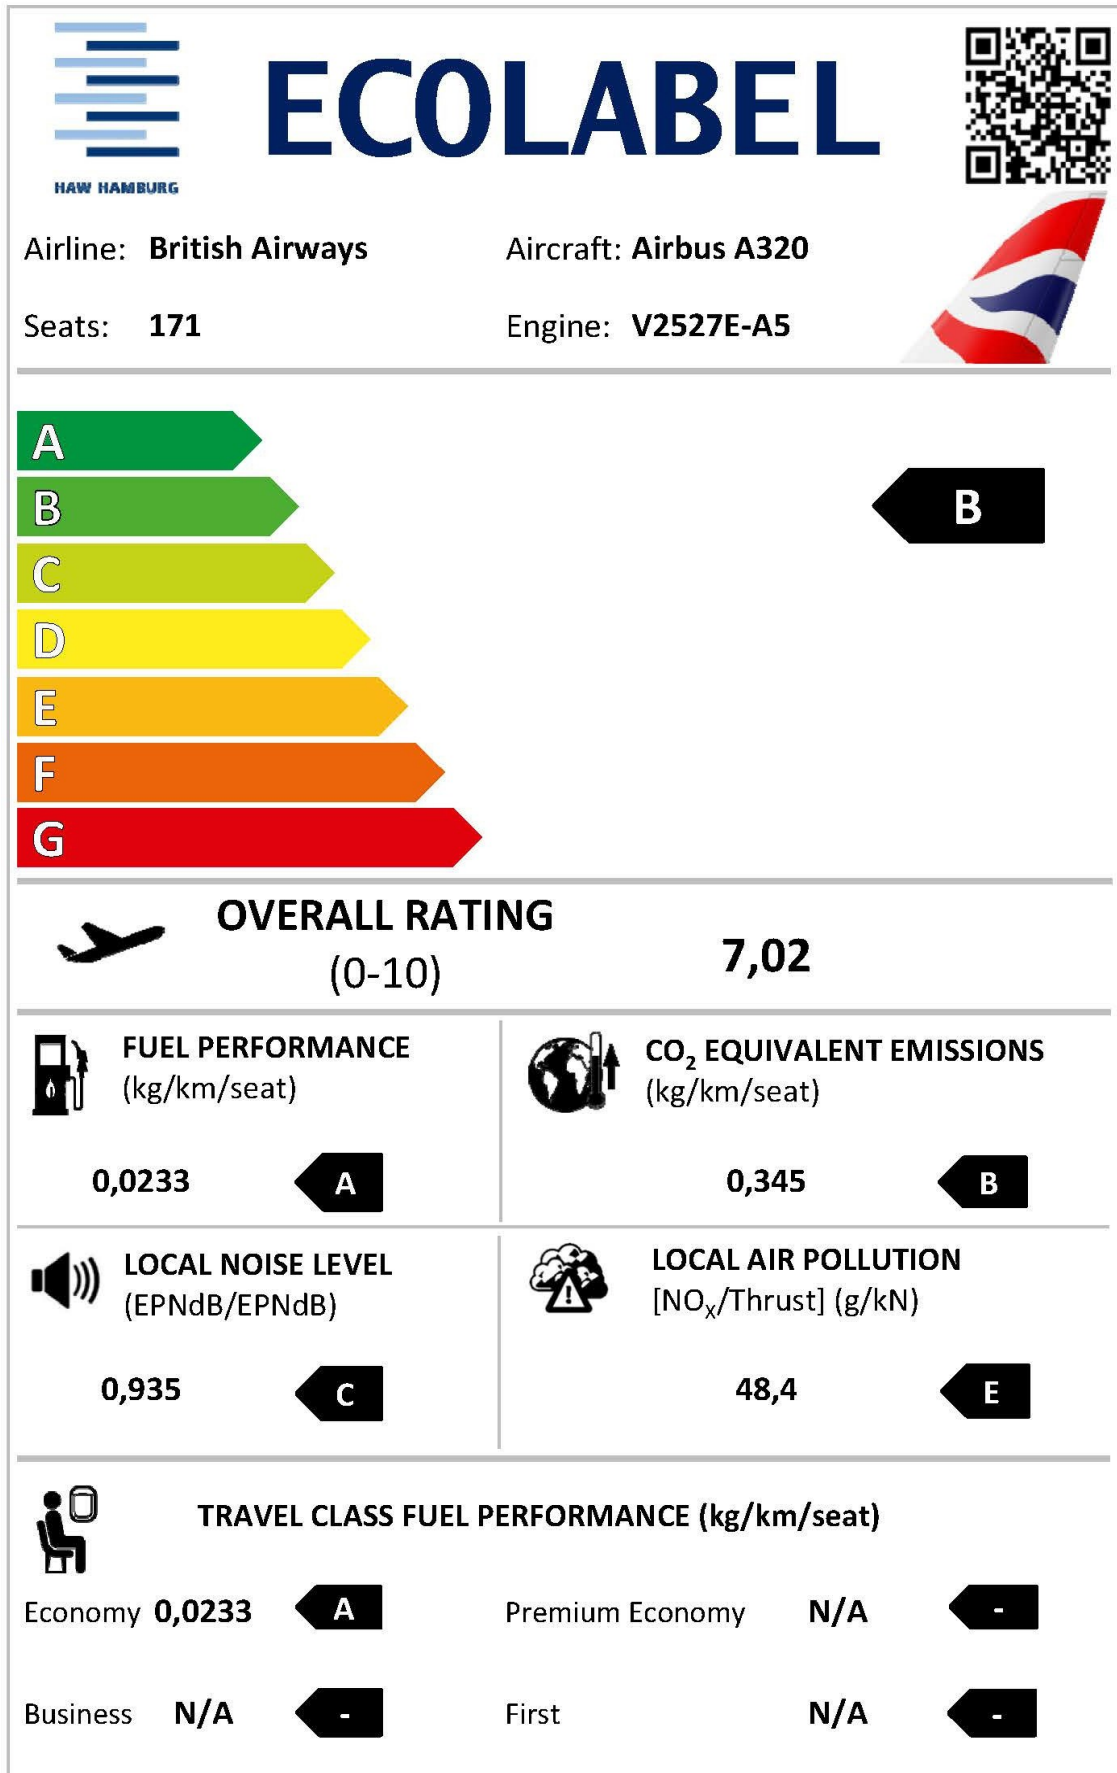 HAW HAMBURG
ECOLABEL
Airline: British Airways Aircraft: Airbus A320
Seats: 171 Engine: V2527E-A5
A
B
B
C
D
E
F
G
OVERALL RATING
(0-10)
7,02
FUEL PERFORMANCE
(kg/km/seat)
0,0233 A
CO₂ EQUIVALENT EMISSIONS
(kg/km/seat)
0,345 B
LOCAL NOISE LEVEL
(EPNdB/EPNdB)
0,935 C
LOCAL AIR POLLUTION
[NOₓ/Thrust] (g/kN)
48,4 E
TRAVEL CLASS FUEL PERFORMANCE (kg/km/seat)
Economy 0,0233 A Premium Economy N/A -
Business N/A - First N/A -